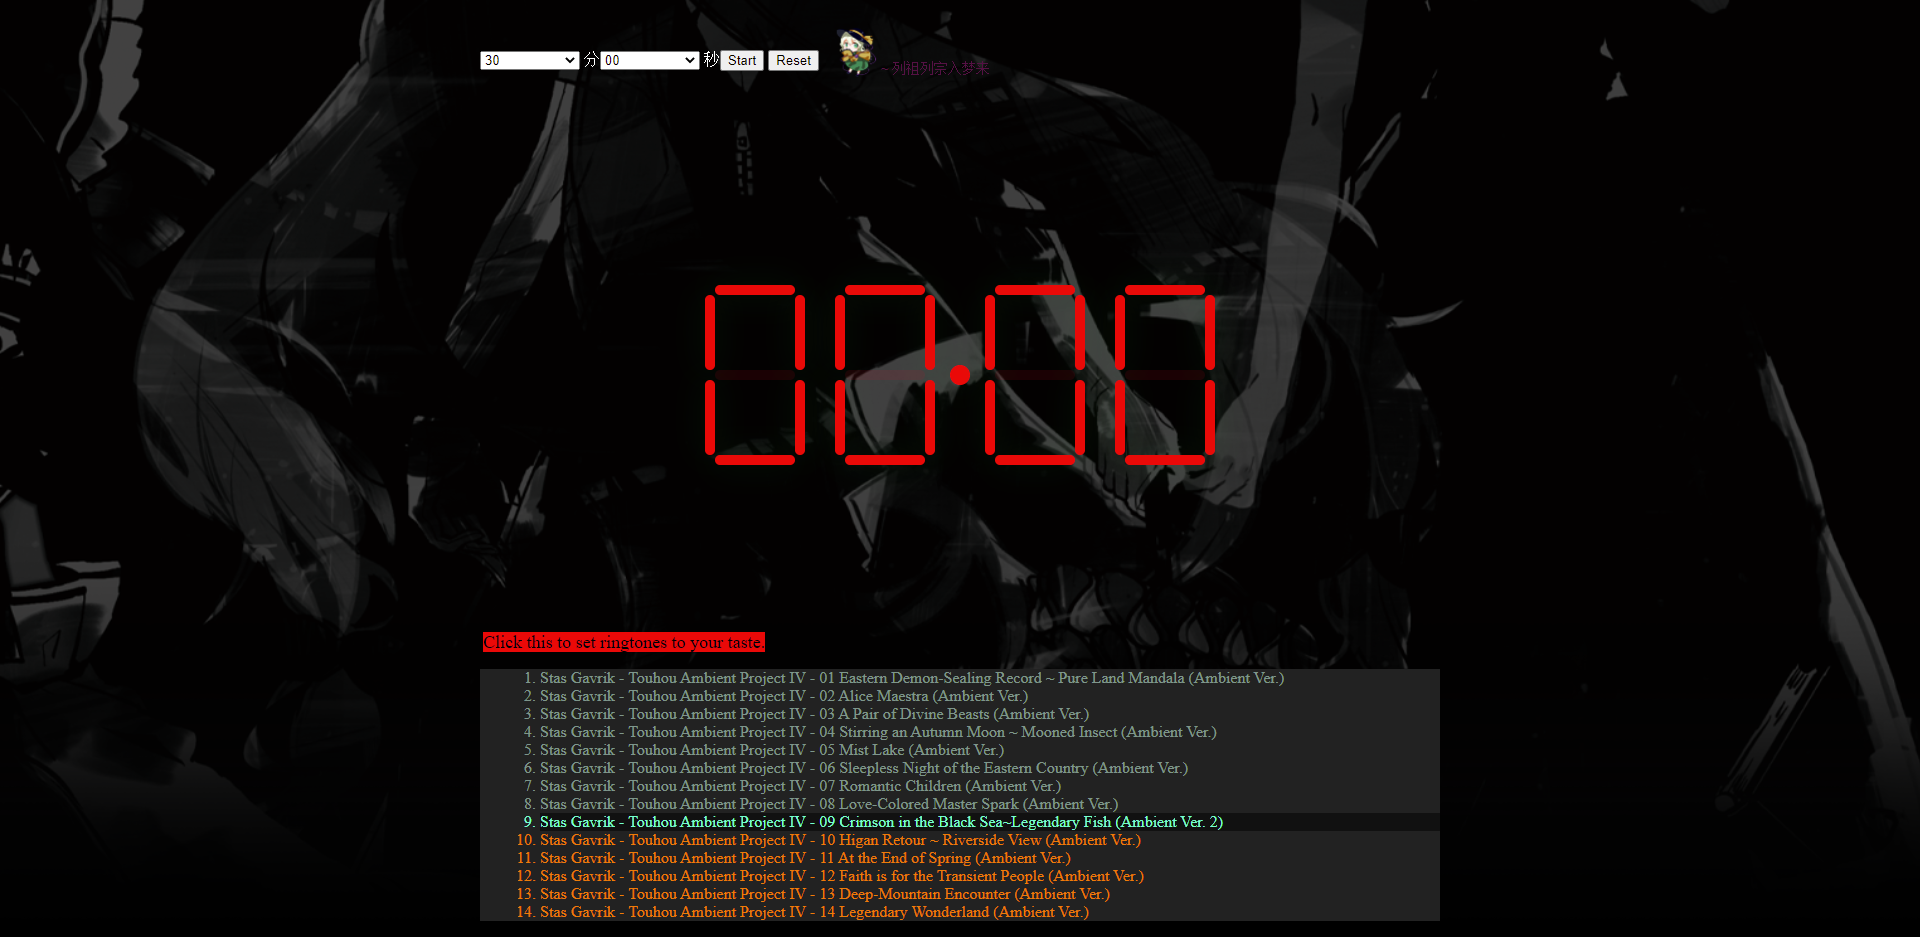 30 分 00 秒 Start Reset ~列祖列宗入梦来
00:00
Click this to set ringtones to your taste.
1. Stas Gavrik - Touhou Ambient Project IV - 01 Eastern Demon-Sealing Record ~ Pure Land Mandala (Ambient Ver.)
2. Stas Gavrik - Touhou Ambient Project IV - 02 Alice Maestra (Ambient Ver.)
3. Stas Gavrik - Touhou Ambient Project IV - 03 A Pair of Divine Beasts (Ambient Ver.)
4. Stas Gavrik - Touhou Ambient Project IV - 04 Stirring an Autumn Moon ~ Mooned Insect (Ambient Ver.)
5. Stas Gavrik - Touhou Ambient Project IV - 05 Mist Lake (Ambient Ver.)
6. Stas Gavrik - Touhou Ambient Project IV - 06 Sleepless Night of the Eastern Country (Ambient Ver.)
7. Stas Gavrik - Touhou Ambient Project IV - 07 Romantic Children (Ambient Ver.)
8. Stas Gavrik - Touhou Ambient Project IV - 08 Love-Colored Master Spark (Ambient Ver.)
9. Stas Gavrik - Touhou Ambient Project IV - 09 Crimson in the Black Sea~Legendary Fish (Ambient Ver. 2)
10. Stas Gavrik - Touhou Ambient Project IV - 10 Higan Retour ~ Riverside View (Ambient Ver.)
11. Stas Gavrik - Touhou Ambient Project IV - 11 At the End of Spring (Ambient Ver.)
12. Stas Gavrik - Touhou Ambient Project IV - 12 Faith is for the Transient People (Ambient Ver.)
13. Stas Gavrik - Touhou Ambient Project IV - 13 Deep-Mountain Encounter (Ambient Ver.)
14. Stas Gavrik - Touhou Ambient Project IV - 14 Legendary Wonderland (Ambient Ver.)